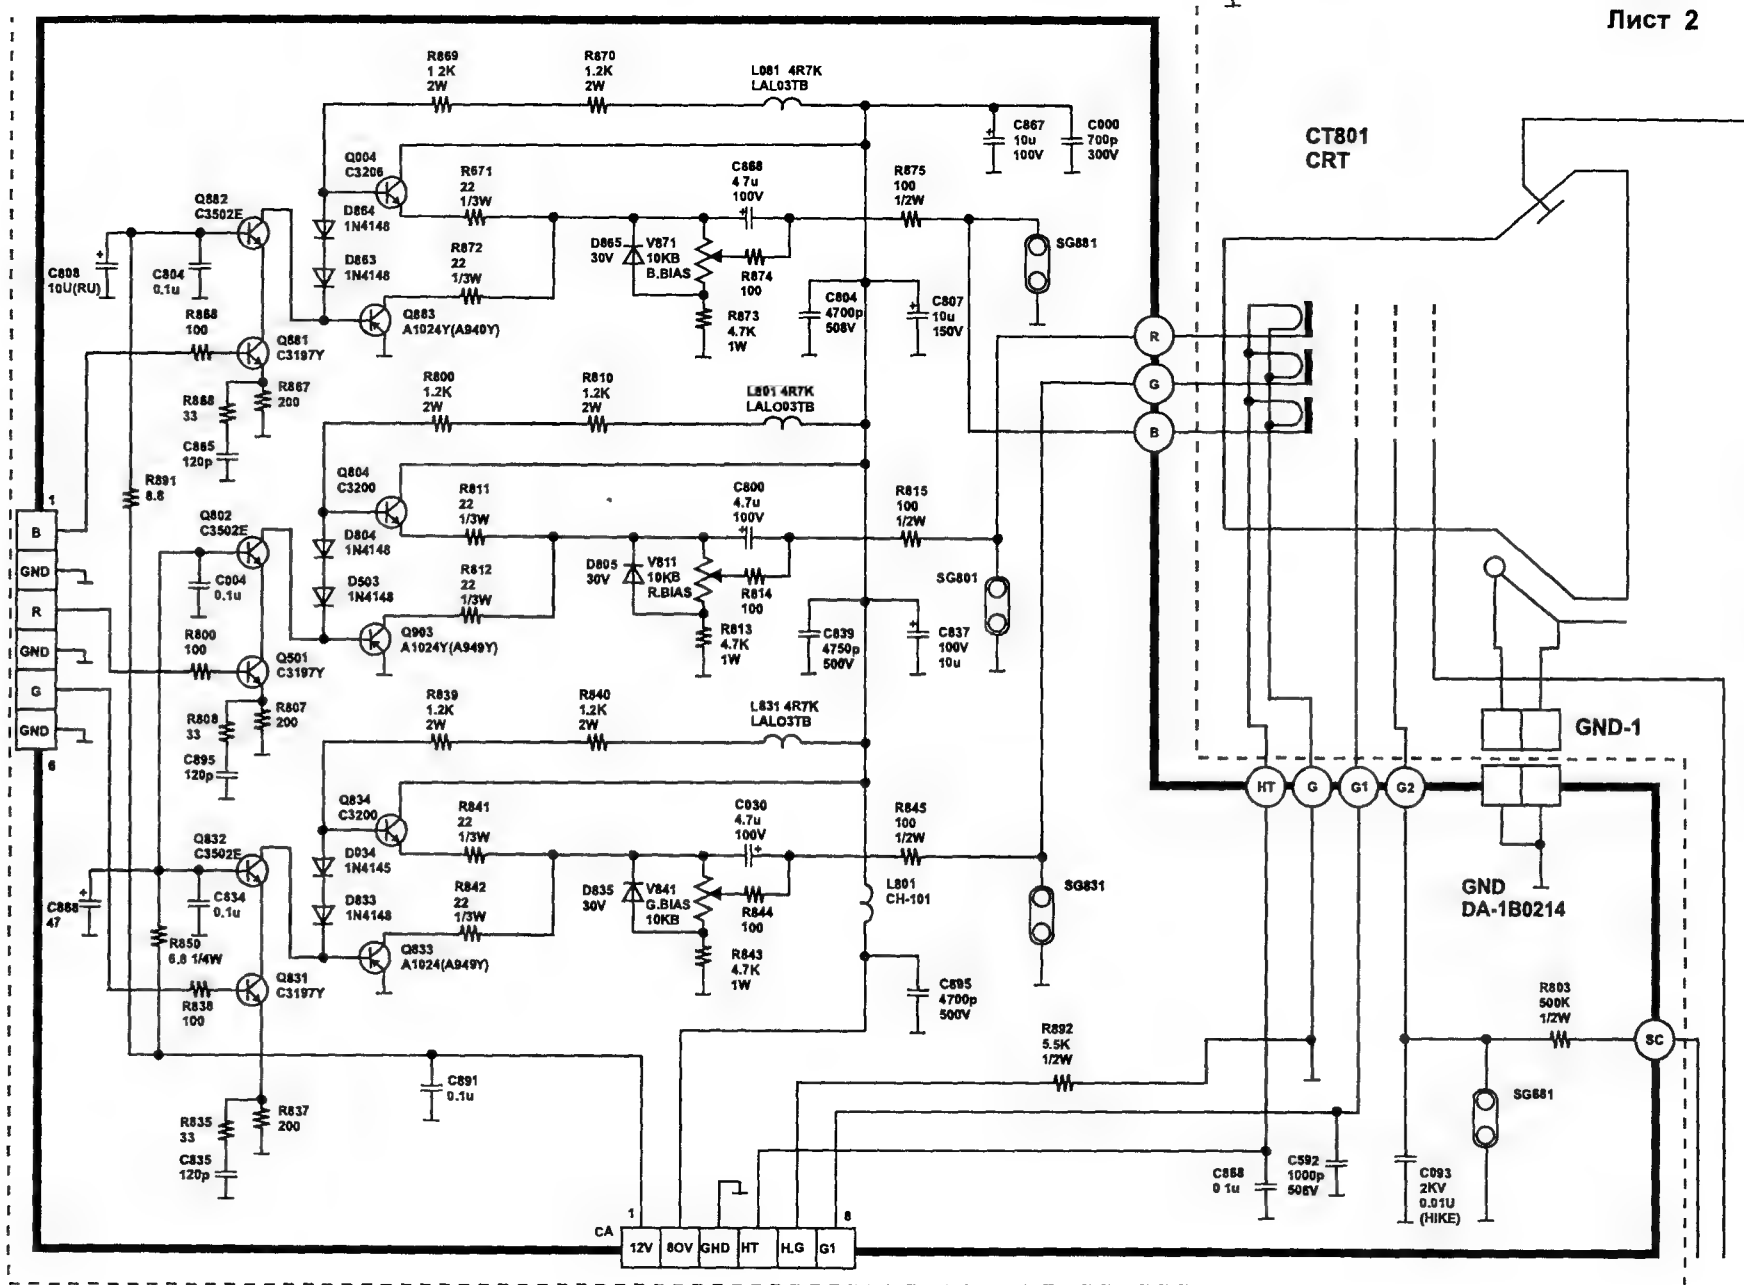 Лист 2
R869
1 2K
2W
R870
1.2K
2W
L081 4R7K
LAL03TB
C867
10u
100V
C000
700p
300V
CT801
CRT
Q004
C3206
R671
22
1/3W
C868
4 7u
100V
R875
100
1/2W
Q882
C3502E
D864
1N4148
D863
1N4148
R872
22
1/3W
D865
30V
V871
10KB
B.BIAS
R874
100
SG881
C808
10U(RU)
C804
0.1u
R868
100
Q883
A1024Y(A940Y)
R873
4.7K
1W
C804
4700p
508V
C807
10u
150V
Q881
C3197Y
R
R868
33
R867
200
R800
1.2K
2W
R810
1.2K
2W
L801 4R7K
LALO03TB
G
C865
120p
B
R891
8.8
Q804
C3200
R811
22
1/3W
C800
4.7u
100V
R815
100
1/2W
1
B
GND
R
GND
G
GND
6
Q802
C3502E
D804
1N4148
D503
1N4148
R812
22
1/3W
D805
30V
V811
10KB
R.BIAS
R814
100
SG801
C004
0.1u
R800
100
Q903
A1024Y(A949Y)
R813
4.7K
1W
C839
4750p
500V
C837
100V
10u
Q501
C3197Y
R808
33
R807
200
R839
1.2K
2W
R840
1.2K
2W
L831 4R7K
LALO3TB
C895
120p
GND-1
HT
G
G1
G2
Q834
C3200
R841
22
1/3W
C030
4.7u
100V
R845
100
1/2W
Q832
C3502E
D034
1N4145
D833
1N4148
R842
22
1/3W
D835
30V
V841
G.BIAS
10KB
R844
100
L801
CH-101
SG831
GND
DA-1B0214
C868
47
C834
0.1u
R850
6.8 1/4W
Q833
A1024(A949Y)
R843
4.7K
1W
Q831
C3197Y
R838
100
C895
4700p
500V
R803
500K
1/2W
R892
5.5K
1/2W
SC
C891
0.1u
SG681
R835
33
R837
200
C835
120p
C868
0 1u
C592
1000p
506V
C093
2KV
0.01U
(HIKE)
1
8
CA
12V
8OV
GHD
HT
H.G
G1